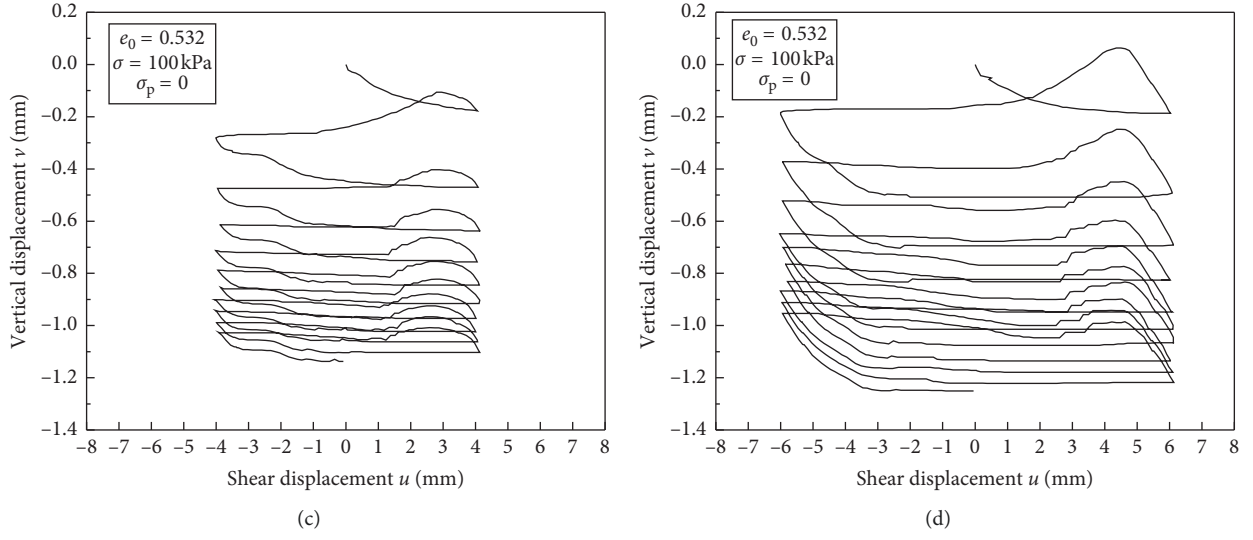 0.2
0.0
–0.2
–0.4
–0.6
–0.8
–1.0
–1.2
–1.4
Vertical displacement v (mm)
e0 = 0.532
σ = 100 kPa
σp = 0
–8 –7 –6 –5 –4 –3 –2 –1 0 1 2 3 4 5 6 7 8
Shear displacement u (mm)
(c)
0.2
0.0
–0.2
–0.4
–0.6
–0.8
–1.0
–1.2
–1.4
Vertical displacement v (mm)
e0 = 0.532
σ = 100 kPa
σp = 0
–8 –7 –6 –5 –4 –3 –2 –1 0 1 2 3 4 5 6 7 8
Shear displacement u (mm)
(d)